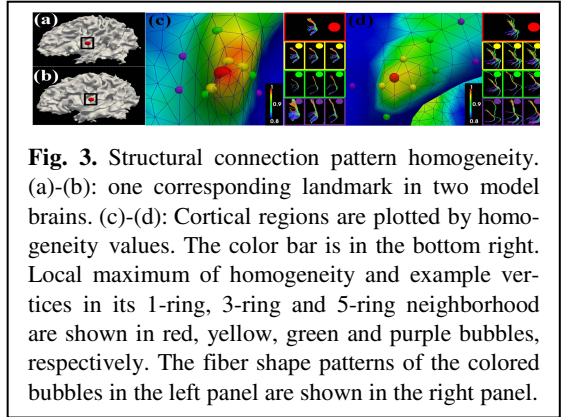 (a)
(b)
(c)
(d)
1
0.9
0.8
1
0.9
0.8
Fig. 3. Structural connection pattern homogeneity.
(a)-(b): one corresponding landmark in two model
brains. (c)-(d): Cortical regions are plotted by homo-
geneity values. The color bar is in the bottom right.
Local maximum of homogeneity and example ver-
tices in its 1-ring, 3-ring and 5-ring neighborhood
are shown in red, yellow, green and purple bubbles,
respectively. The fiber shape patterns of the colored
bubbles in the left panel are shown in the right panel.